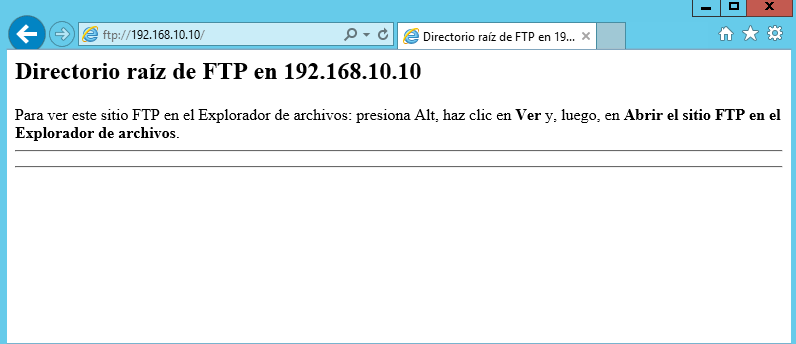 ftp://192.168.10.10/
Directorio raíz de FTP en 19...
Directorio raíz de FTP en 192.168.10.10
Para ver este sitio FTP en el Explorador de archivos: presiona Alt, haz clic en Ver y, luego, en Abrir el sitio FTP en el
Explorador de archivos.